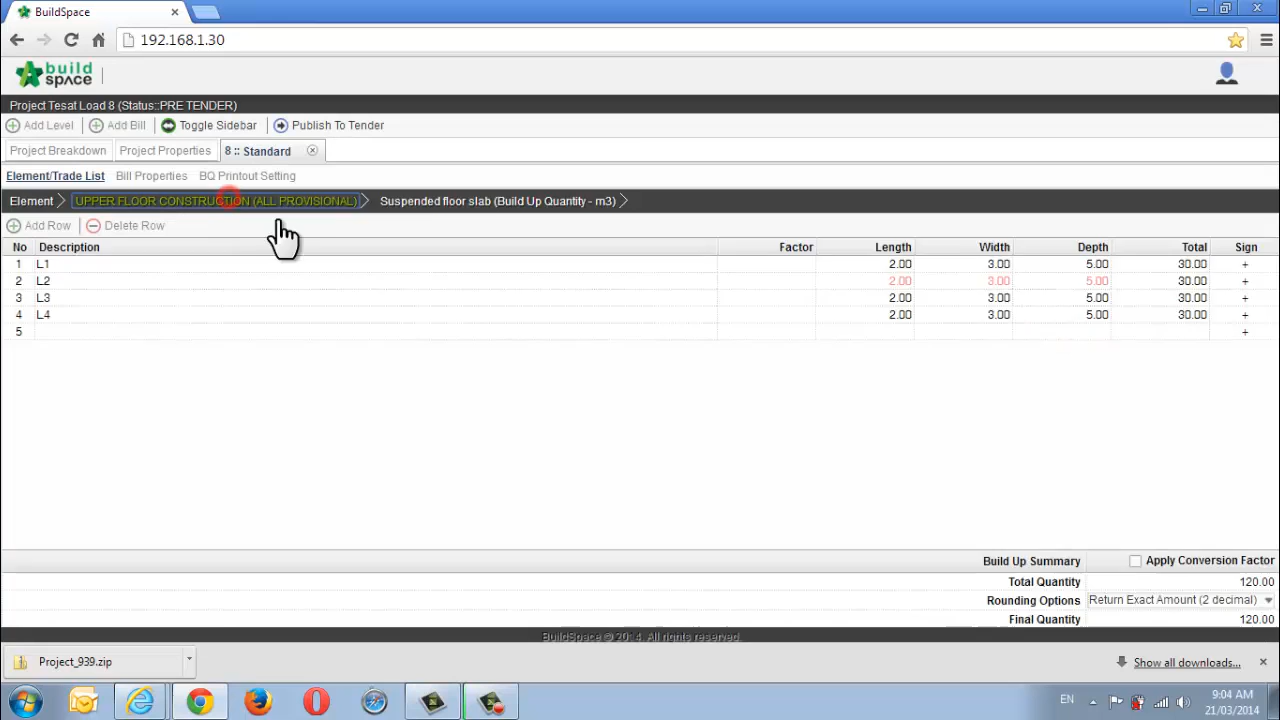 BuildSpace
192.168.1.30
build
space
Project Tesaf Load 8 (Status::PRE TENDER)
Add Level Add Bill Toggle Sidebar Publish To Tender
Project Breakdown Project Properties 8 :: Standard
Element/Trade List Bill Properties BQ Printout Setting
Element UPPER FLOOR CONSTRUCTION (ALL PROVISIONAL) Suspended floor slab (Build Up Quantity - m3)
Add Row Delete Row
No Description Factor Length Width Depth Total Sign
1 L1 2.00 3.00 5.00 30.00 +
2 L2 2.00 3.00 5.00 30.00 +
3 L3 2.00 3.00 5.00 30.00 +
4 L4 2.00 3.00 5.00 30.00 +
5 +
Build Up Summary Apply Conversion Factor
Total Quantity 120.00
Rounding Options Return Exact Amount (2 decimal)
Final Quantity 120.00
BuildSpace © 2014. All rights reserved.
Project_939.zip Show all downloads...
EN 9:04 AM
21/03/2014